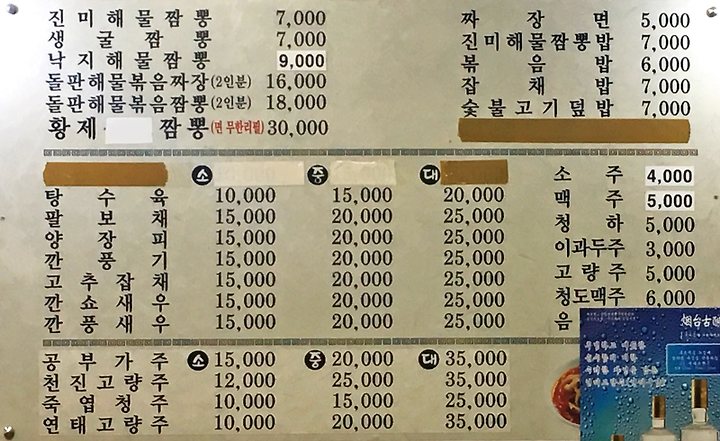 진미해물짬뽕 7,000
생굴짬뽕 7,000
낙지해물짬뽕 9,000
돌판해물볶음짜장(2인분) 16,000
돌판해물볶음짬뽕(2인분) 18,000
황제 짬뽕(면 무한리필) 30,000
짜장면 5,000
진미해물짬뽕밥 7,000
볶음밥 6,000
잡채밥 7,000
숯불고기덮밥 7,000
소 중 대
탕수육 10,000 15,000 20,000
팔보채 15,000 20,000 25,000
양장피 15,000 20,000 25,000
깐풍기 15,000 20,000 25,000
고추잡채 15,000 20,000 25,000
깐쇼새우 15,000 20,000 25,000
깐풍새우 15,000 20,000 25,000
소주 4,000
맥주 5,000
청하 5,000
이과두주 3,000
고량주 5,000
청도맥주 6,000
음
공부가주 소 15,000 중 20,000 대 35,000
천진고량주 12,000 25,000 35,000
죽엽청주 10,000 15,000 25,000
연태고량주 10,000 20,000 35,000
烟台古酿